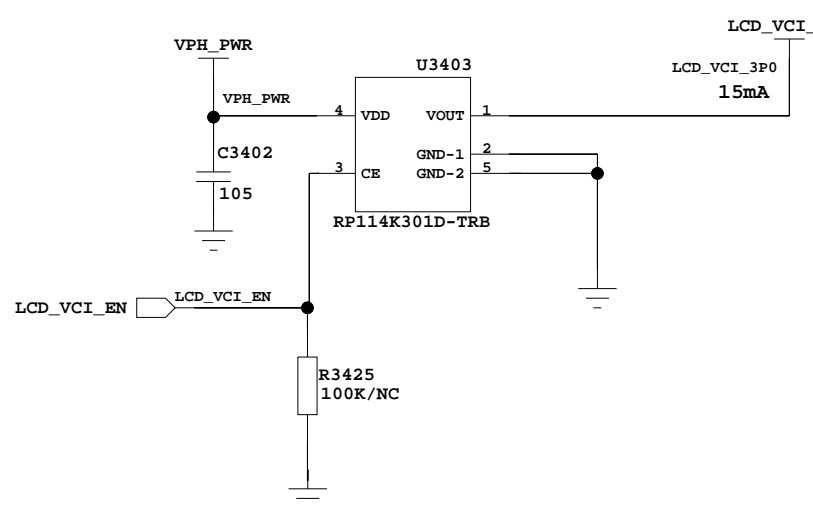 LCD_VCI_
VPH_PWR
U3403
LCD_VCI_3P0
15mA
VPH_PWR
4 VDD VOUT 1
C3402
GND-1 2
3 CE GND-2 5
105
RP114K301D-TRB
LCD_VCI_EN LCD_VCI_EN
R3425
100K/NC